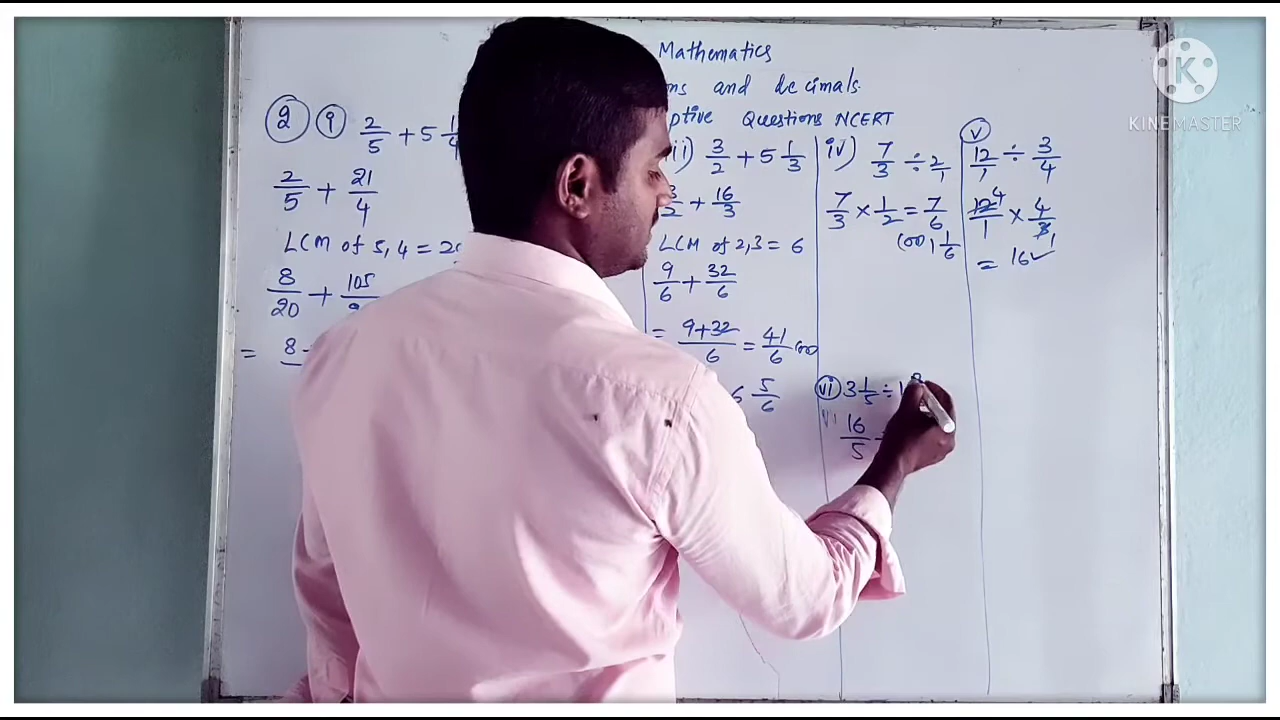 Mathematics
and decimals.
Questions NCERT
2 i 2/5 + 5
2/5 + 21/4
LCM of 5, 4 =
8/20 + 105
= 8
ii) 3/2 + 5 1/3
+ 16/3
LCM of 2,3 = 6
9/6 + 32/6
= 9+32/6 = 41/6 (or)
5/6
iv) 7/3 ÷ 2/1
7/3 × 1/2 = 7/6
(or) 1 1/6
v
12/1 ÷ 3/4
12 4/1 × 4/3 1
= 16 ✓
vi 3 1/5 ÷ 1
16/5
KINEMASTER